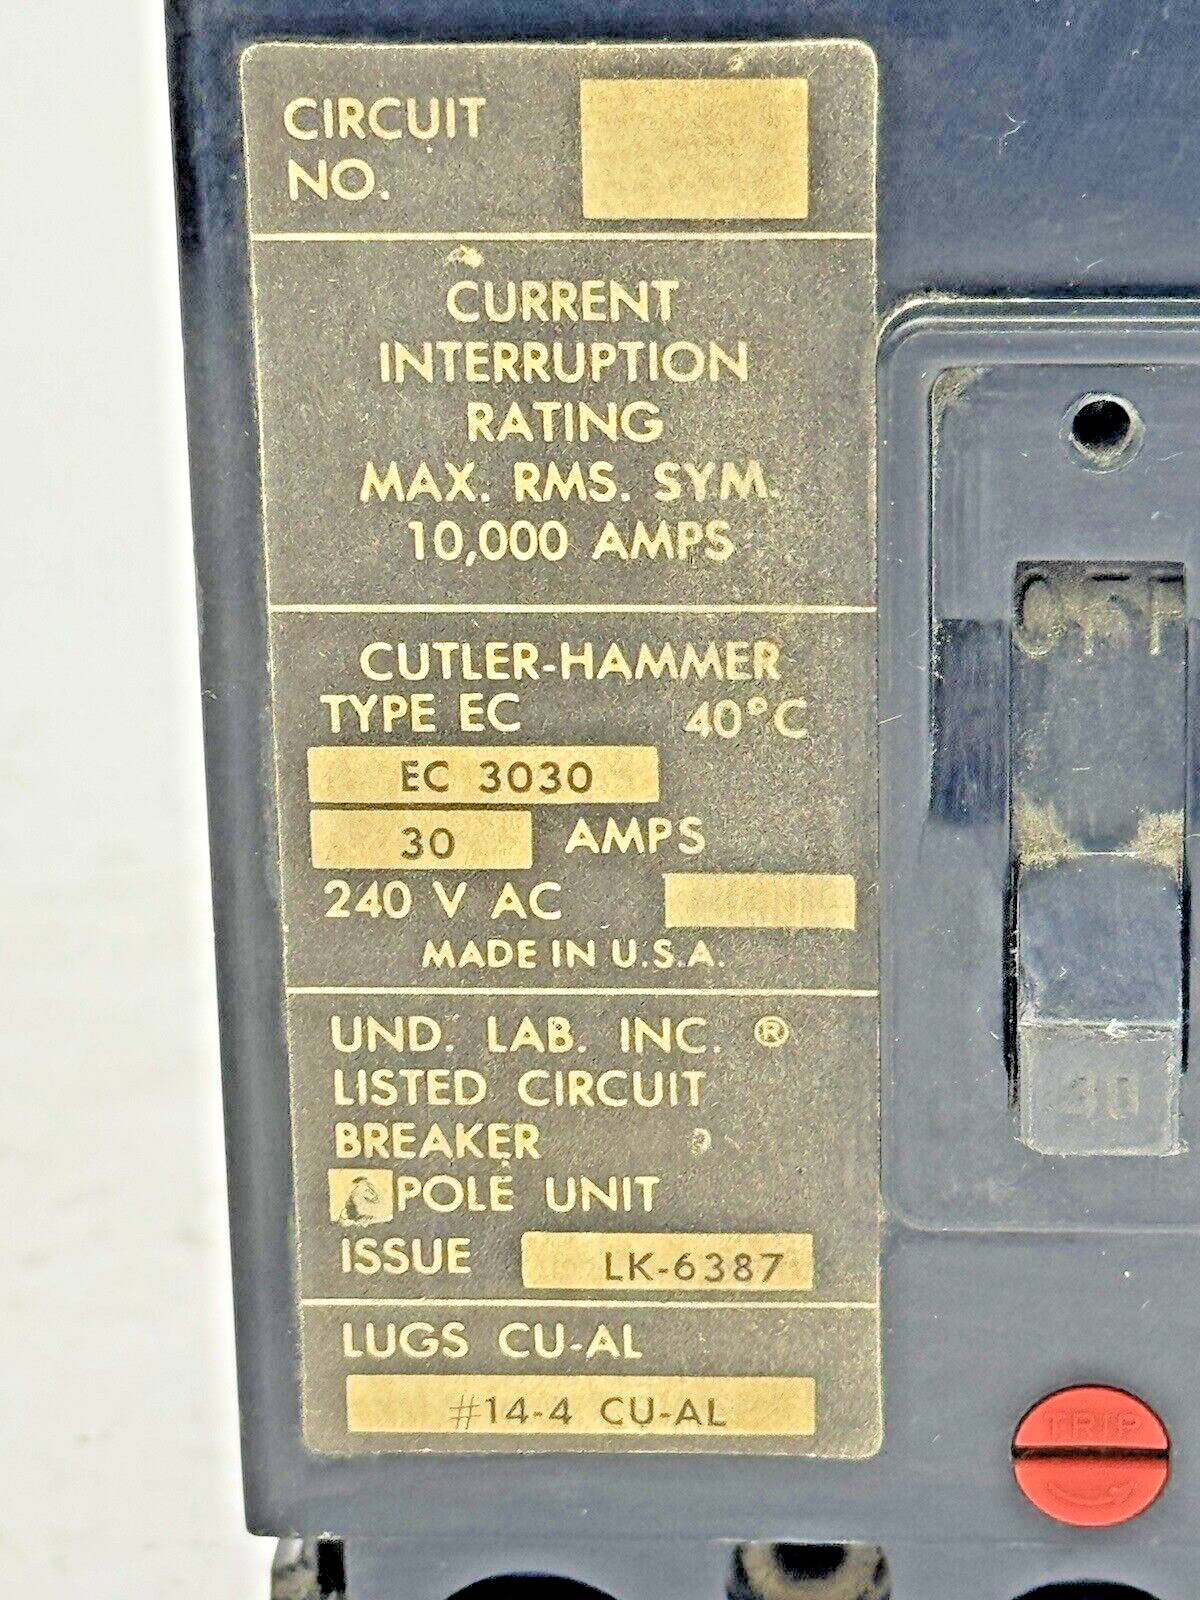 CIRCUIT
NO.
CURRENT
INTERRUPTION
RATING
MAX. RMS. SYM.
10,000 AMPS
CUTLER-HAMMER
TYPE EC 40°C
EC 3030
30 AMPS
240 V AC
MADE IN U.S.A.
UND. LAB. INC. ®
LISTED CIRCUIT
BREAKER
POLE UNIT
ISSUE LK-6387
LUGS CU-AL
#14-4 CU-AL
TRIP